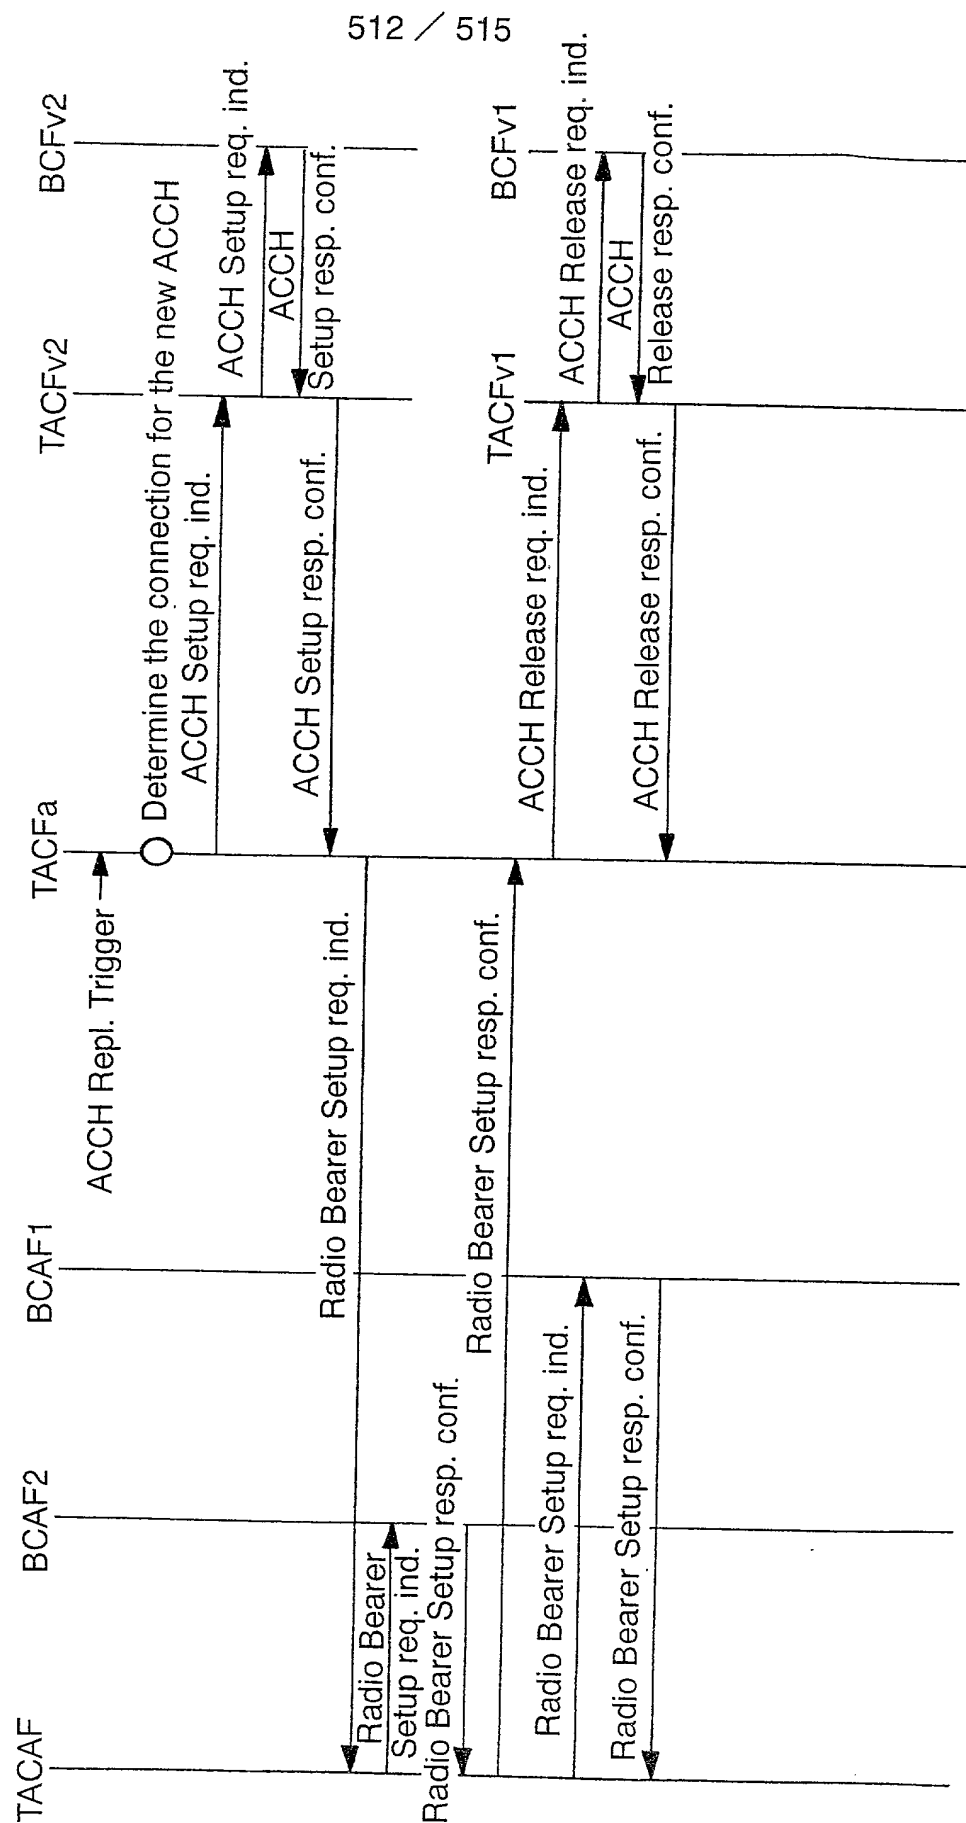 512 / 515
TACAF
BCAF2
BCAF1
TACFa
TACFv2
BCFv2
ACCH Repl. Trigger
Determine the connection for the new ACCH
ACCH Setup req. ind.
ACCH Setup req. ind.
ACCH
Setup resp. conf.
ACCH Setup resp. conf.
Radio Bearer Setup req. ind.
Radio Bearer
Setup req. ind.
Radio Bearer Setup resp. conf.
Radio Bearer Setup resp. conf.
TACFv1
BCFv1
ACCH Release req. ind.
ACCH Release req. ind.
ACCH
Release resp. conf.
ACCH Release resp. conf.
Radio Bearer Setup req. ind.
Radio Bearer Setup resp. conf.